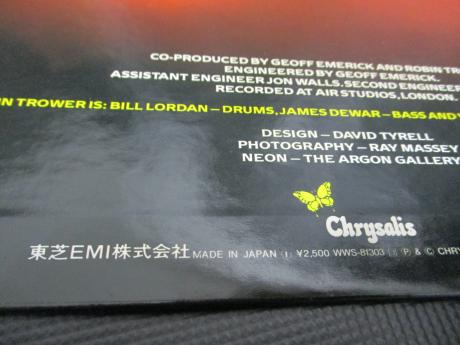 CO-PRODUCED BY GEOFF EMERICK AND ROBIN
ENGINEERED BY GEOFF EMERICK.
ASSISTANT ENGINEER JON WALLS. SECOND ENGINEER
RECORDED AT AIR STUDIOS, LONDON.
TROWER IS: BILL LORDAN – DRUMS, JAMES DEWAR – BASS AND
DESIGN – DAVID TYRELL
PHOTOGRAPHY – RAY MASSEY
NEON – THE ARGON GALLERY
Chrysalis
東芝EMI株式会社 MADE IN JAPAN (I) ¥2,500 WWS-81303 (P) & ©